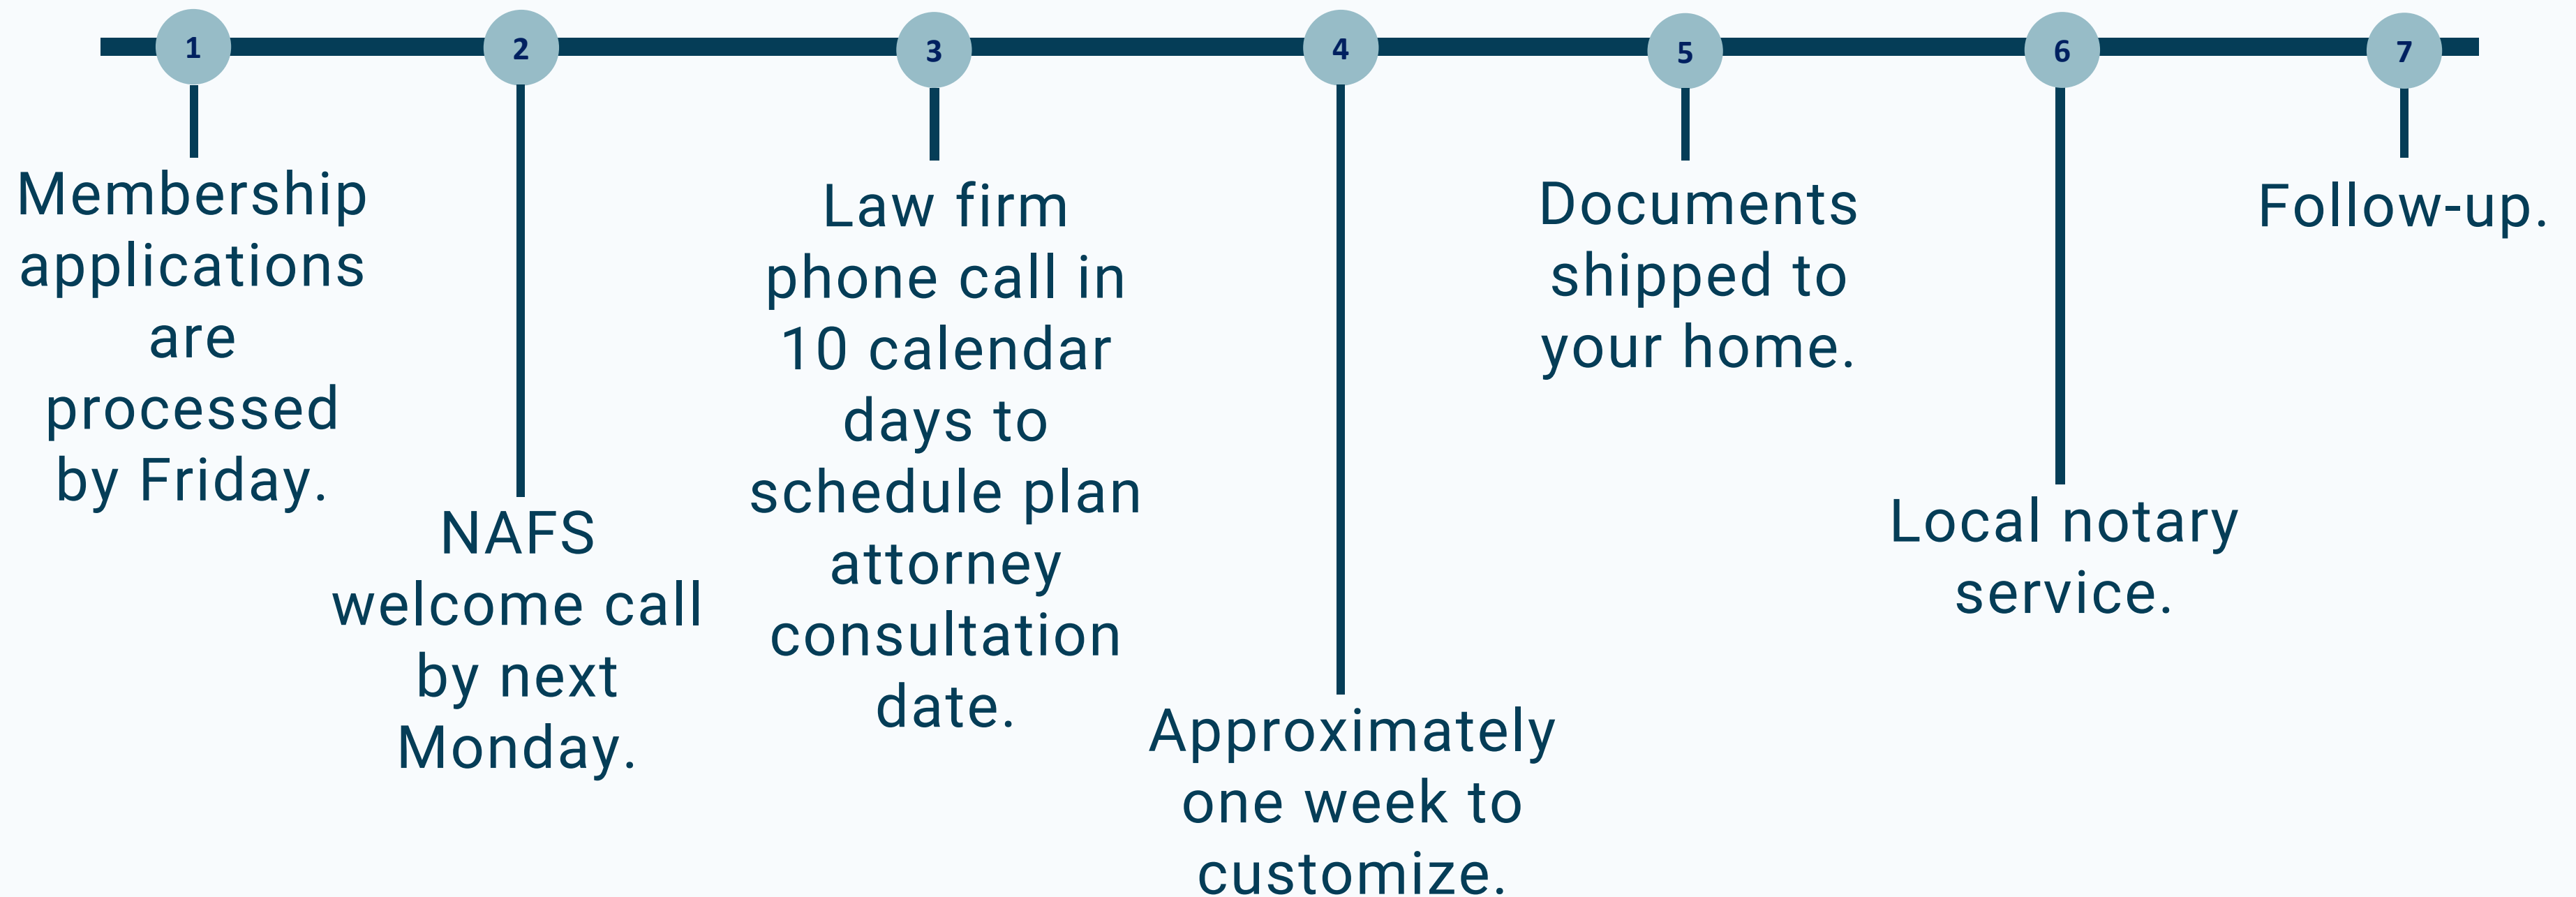 1
Membership
applications
are
processed
by Friday.
2
NAFS
welcome call
by next
Monday.
3
Law firm
phone call in
10 calendar
days to
schedule plan
attorney
consultation
date.
4
Approximately
one week to
customize.
5
Documents
shipped to
your home.
6
Local notary
service.
7
Follow-up.